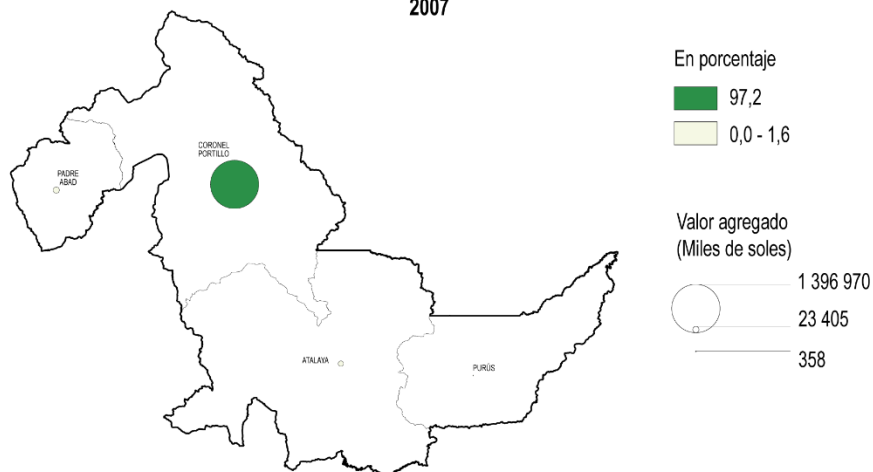 2007
En porcentaje
97,2
0,0 - 1,6
CORONEL
PORTILLO
PADRE
ABAD
Valor agregado
(Miles de soles)
1 396 970
23 405
358
ATALAYA
PURÚS